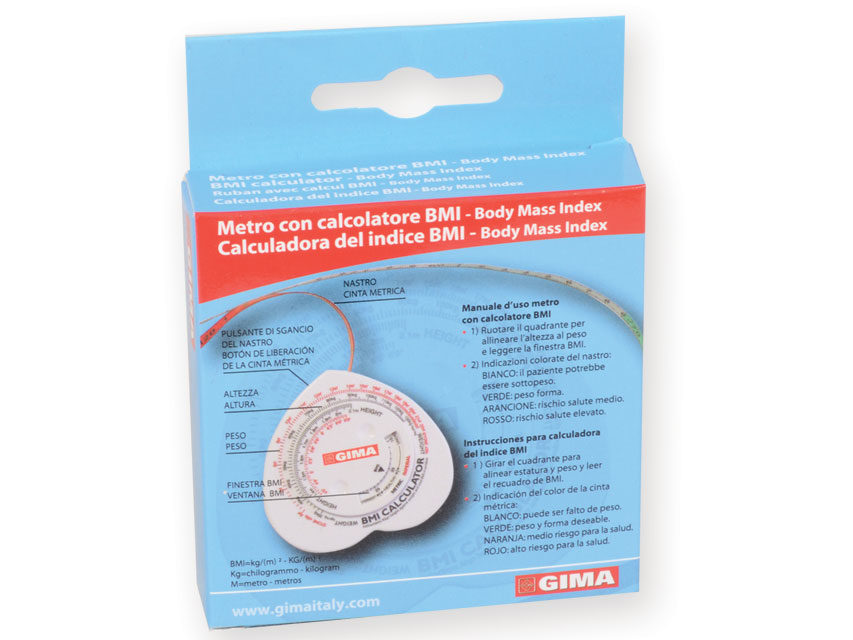 Metro con calcolatore BMI - Body Mass Index
BMI calculator - Body Mass Index
Ruban avec calcul BMI - Body Mass Index
Calculadora del indice BMI - Body Mass Index
Metro con calcolatore BMI - Body Mass Index
Calculadora del indice BMI - Body Mass Index
GIMA
NASTRO
CINTA METRICA
PULSANTE DI SGANCIO
DEL NASTRO
BOTÓN DE LIBERACIÓN
DE LA CINTA MÉTRICA
ALTEZZA
ALTURA
PESO
PESO
FINESTRA BMI
VENTANA BMI
HEIGHT
GIMA
HEIGHT
WEIGHT
BMI CALCULATOR
BMI=kg/(m) ² - KG/(m)
Kg=chilogrammo - kilogram
M=metro - metros
Manuale d'uso metro
con calcolatore BMI
• 1) Ruotare il quadrante per
allineare l'altezza al peso
e leggere la finestra BMI.
• 2) Indicazioni colorate del nastro:
BIANCO: il paziente potrebbe
essere sottopeso.
VERDE: peso forma.
ARANCIONE: rischio salute medio.
ROSSO: rischio salute elevato.
Instrucciones para calculadora
del indice BMI
• 1 ) Girar el cuadrante para
alinear estatura y peso y leer
el recuadro de BMI.
• 2) Indicación del color de la cinta
métrica:
BLANCO: puede ser falto de peso.
VERDE: peso y forma deseable.
NARANJA: medio riesgo para la salud.
ROJO: alto riesgo para la salud.
www.gimaitaly.com
GIMA